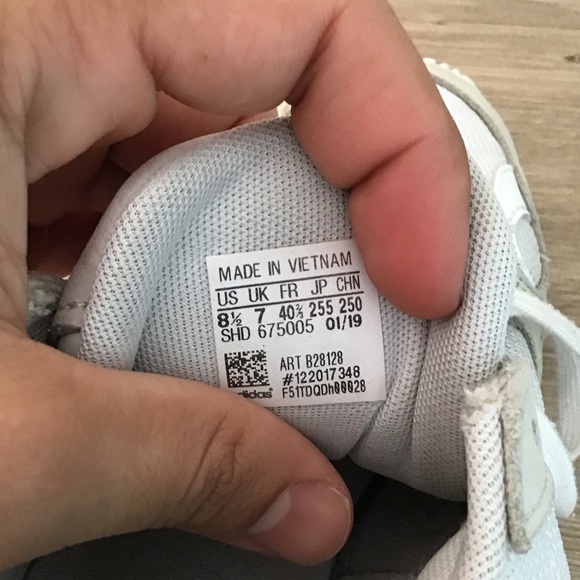 MADE IN VIETNAM
US UK FR JP CHN
8½ 7 40⅔ 255 250
SHD 675005 01/19
ART B28128
#122017348
adidas F51TDQDh00028